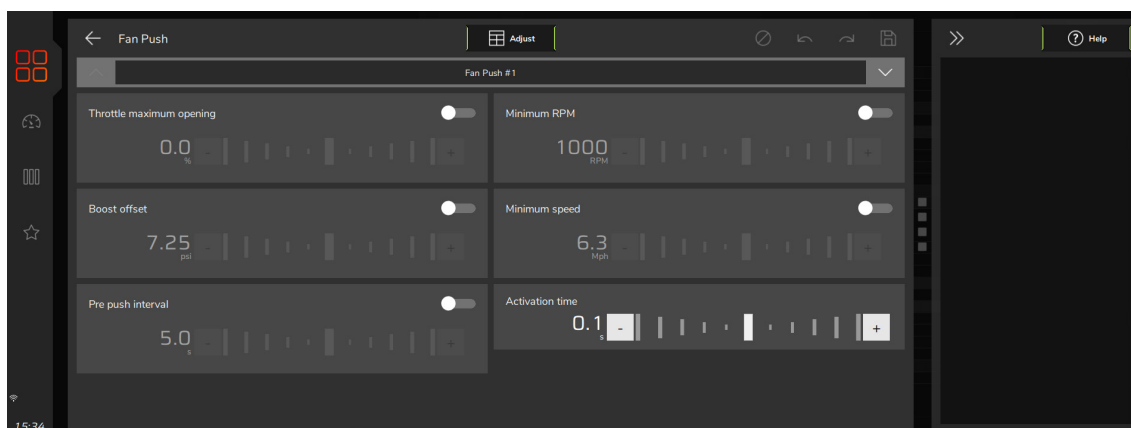 Fan Push
Adjust
Help
Fan Push #1
Throttle maximum opening
0.0
%
-
+
Minimum RPM
1000
RPM
-
+
Boost offset
7.25
psi
-
+
Minimum speed
6.3
Mph
-
+
Pre push interval
5.0
s
-
+
Activation time
0.1
s
-
+
15:34